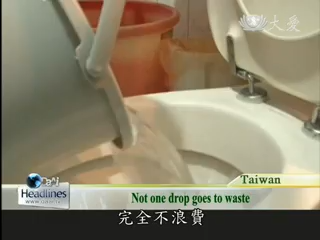 大愛
Taiwan
Headlines
Not one drop goes to waste
完全不浪費